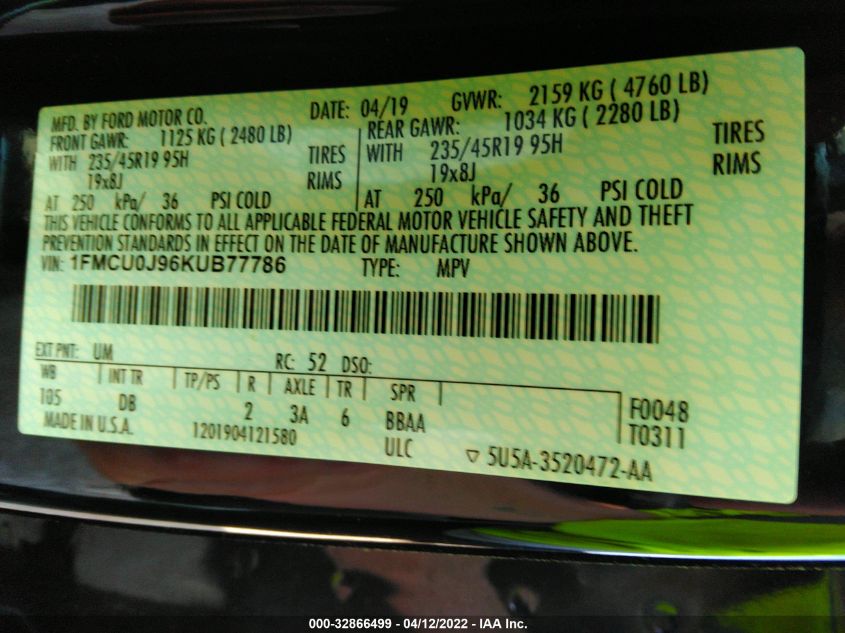 MFD. BY FORD MOTOR CO. DATE: 04/19 GVWR: 2159 KG ( 4760 LB)
FRONT GAWR: 1125 KG ( 2480 LB) REAR GAWR: 1034 KG ( 2280 LB)
WITH 235/45R19 95H TIRES WITH 235/45R19 95H TIRES
19x8J RIMS 19x8J RIMS
AT 250 kPa/ 36 PSI COLD AT 250 kPa/ 36 PSI COLD
THIS VEHICLE CONFORMS TO ALL APPLICABLE FEDERAL MOTOR VEHICLE SAFETY AND THEFT
PREVENTION STANDARDS IN EFFECT ON THE DATE OF MANUFACTURE SHOWN ABOVE.
VIN: 1FMCU0J96KUB77786 TYPE: MPV
EXT PNT: UM RC: 52 DSO:
WB INT TR TP/PS R AXLE TR SPR
105 DB 2 3A 6 BBAA F0048
MADE IN U.S.A. 1201904121580 ULC T0311
▽ 5U5A-3520472-AA
000-32866499 - 04/12/2022 - IAA Inc.